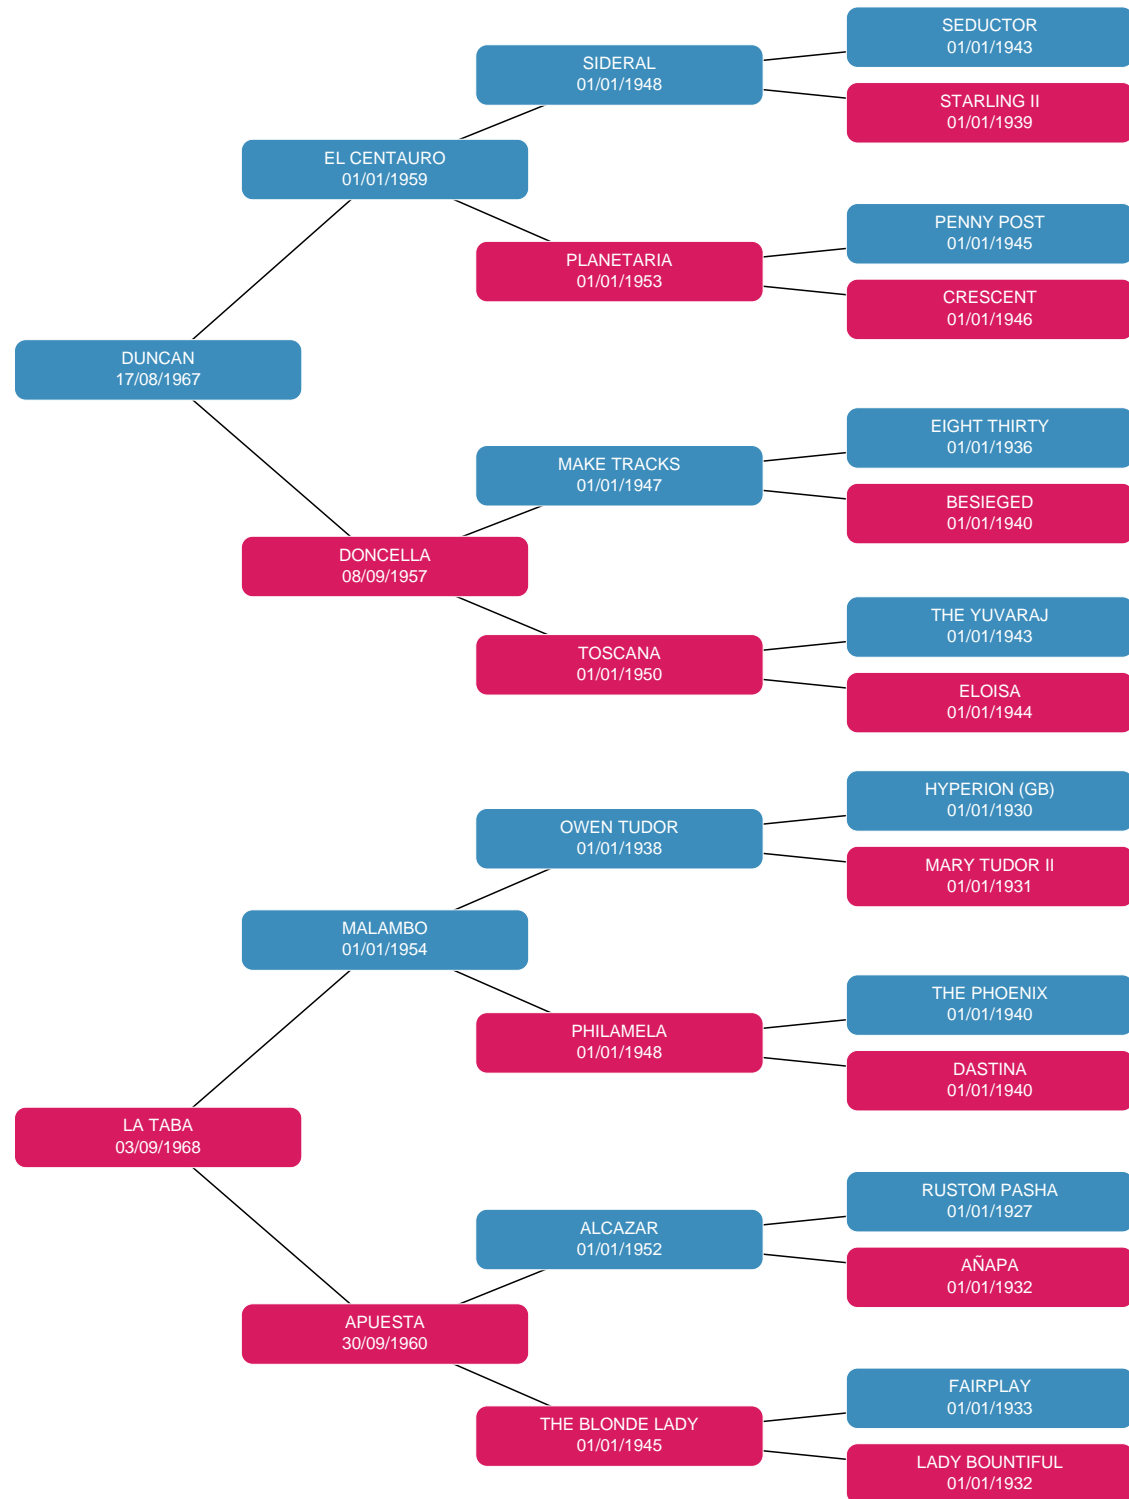 SEDUCTOR
01/01/1943
SIDERAL
01/01/1948
STARLING II
01/01/1939
EL CENTAURO
01/01/1959
PENNY POST
01/01/1945
PLANETARIA
01/01/1953
CRESCENT
01/01/1946
DUNCAN
17/08/1967
EIGHT THIRTY
01/01/1936
MAKE TRACKS
01/01/1947
BESIEGED
01/01/1940
DONCELLA
08/09/1957
THE YUVARAJ
01/01/1943
TOSCANA
01/01/1950
ELOISA
01/01/1944
HYPERION (GB)
01/01/1930
OWEN TUDOR
01/01/1938
MARY TUDOR II
01/01/1931
MALAMBO
01/01/1954
THE PHOENIX
01/01/1940
PHILAMELA
01/01/1948
DASTINA
01/01/1940
LA TABA
03/09/1968
RUSTOM PASHA
01/01/1927
ALCAZAR
01/01/1952
AÑAPA
01/01/1932
APUESTA
30/09/1960
FAIRPLAY
01/01/1933
THE BLONDE LADY
01/01/1945
LADY BOUNTIFUL
01/01/1932